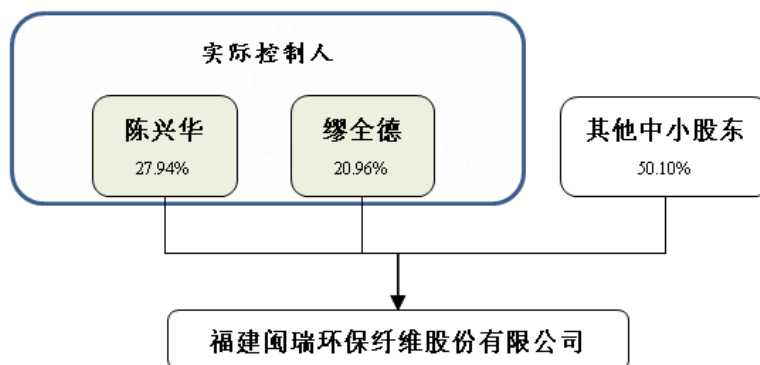 实际控制人
陈兴华
27.94%
缪全德
20.96%
其他中小股东
50.10%
福建闽瑞环保纤维股份有限公司